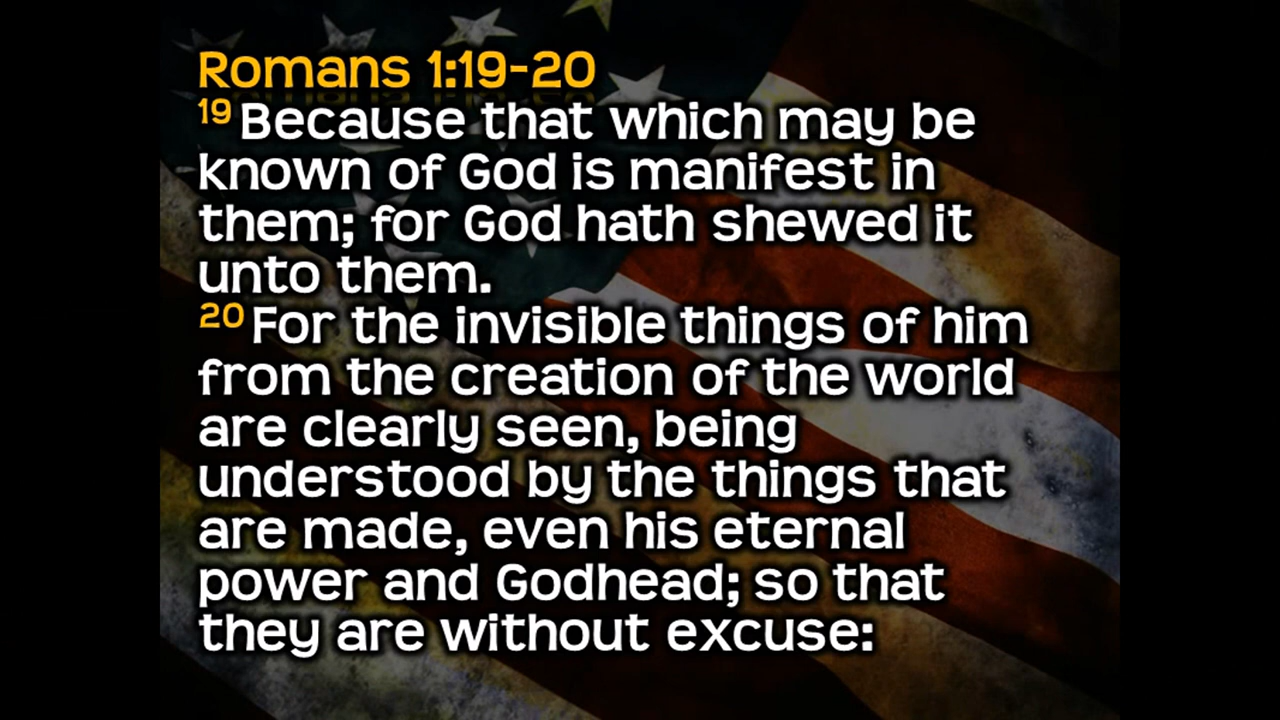 Romans 1:19-20
19 Because that which may be
known of God is manifest in
them; for God hath shewed it
unto them.
20 For the invisible things of him
from the creation of the world
are clearly seen, being
understood by the things that
are made, even his eternal
power and Godhead; so that
they are without excuse: